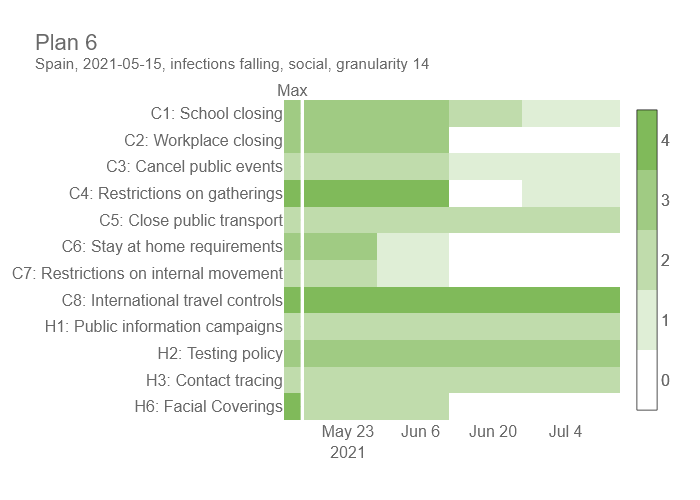 Plan 6
Spain, 2021-05-15, infections falling, social, granularity 14
Max
C1: School closing
C2: Workplace closing
C3: Cancel public events
C4: Restrictions on gatherings
C5: Close public transport
C6: Stay at home requirements
C7: Restrictions on internal movement
C8: International travel controls
H1: Public information campaigns
H2: Testing policy
H3: Contact tracing
H6: Facial Coverings
May 23 Jun 6 Jun 20 Jul 4
2021
4
3
2
1
0